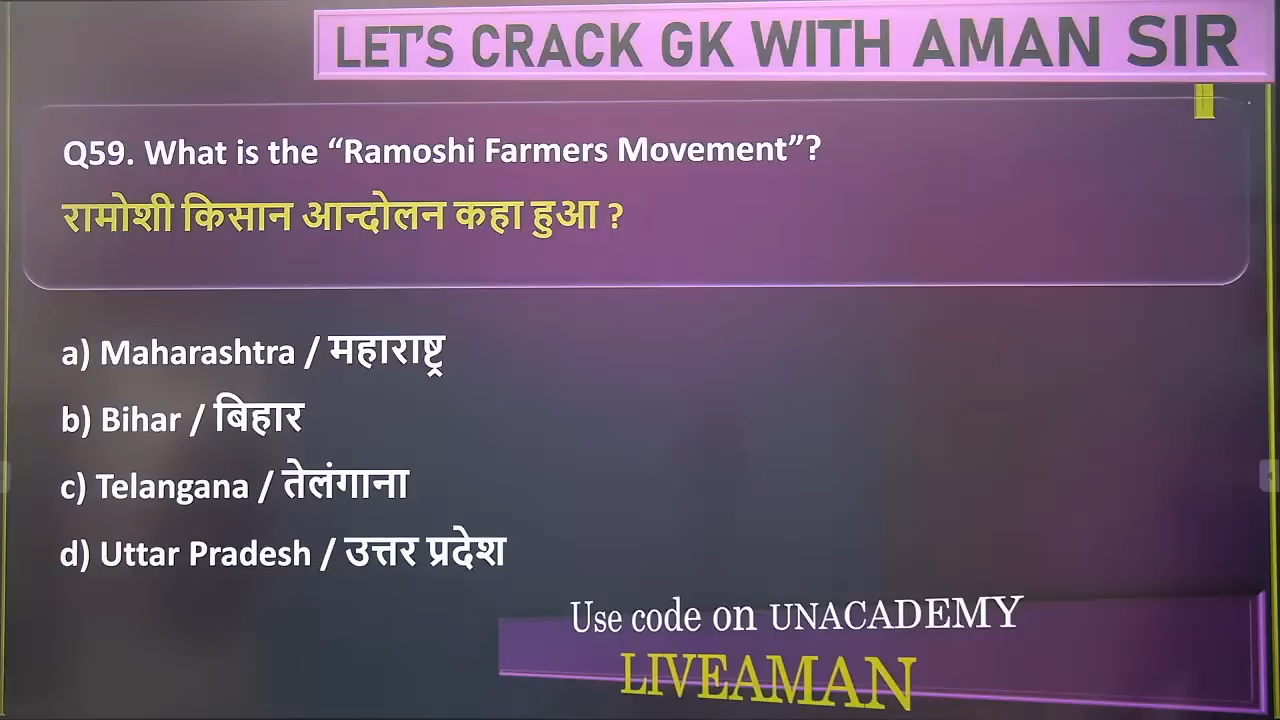 LET'S CRACK GK WITH AMAN SIR
Q59. What is the “Ramoshi Farmers Movement”?
रामोशी किसान आन्दोलन कहा हुआ ?
a) Maharashtra / महाराष्ट्र
b) Bihar / बिहार
c) Telangana / तेलंगाना
d) Uttar Pradesh / उत्तर प्रदेश
Use code on UNACADEMY
LIVEAMAN